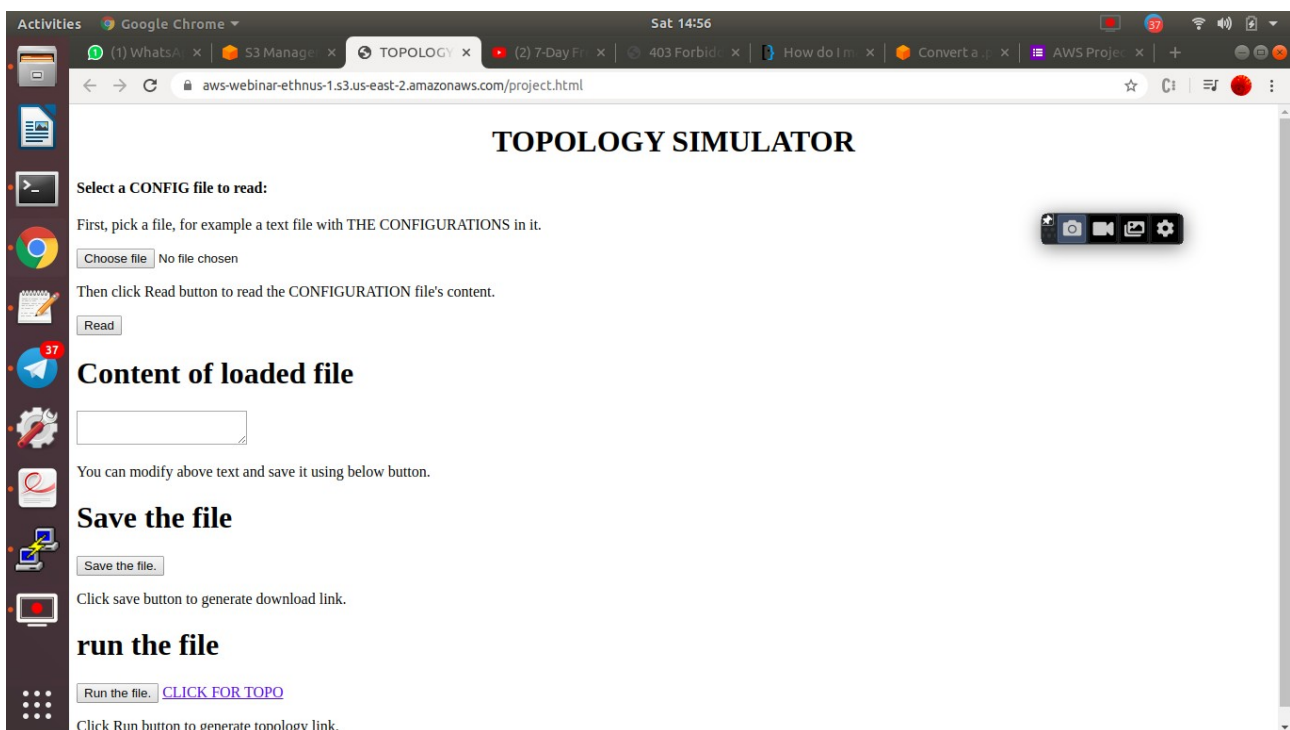 Activities Google Chrome Sat 14:56 37
(1) WhatsA S3 Manage TOPOLOGY (2) 7-Day Fr 403 Forbidd How do I m Convert a .p AWS Projec
aws-webinar-ethnus-1.s3.us-east-2.amazonaws.com/project.html
TOPOLOGY SIMULATOR
Select a CONFIG file to read:
First, pick a file, for example a text file with THE CONFIGURATIONS in it.
Choose file No file chosen
Then click Read button to read the CONFIGURATION file's content.
Read
37
Content of loaded file
You can modify above text and save it using below button.
Save the file
Save the file.
Click save button to generate download link.
run the file
Run the file. CLICK FOR TOPO
Click Run button to generate topology link.